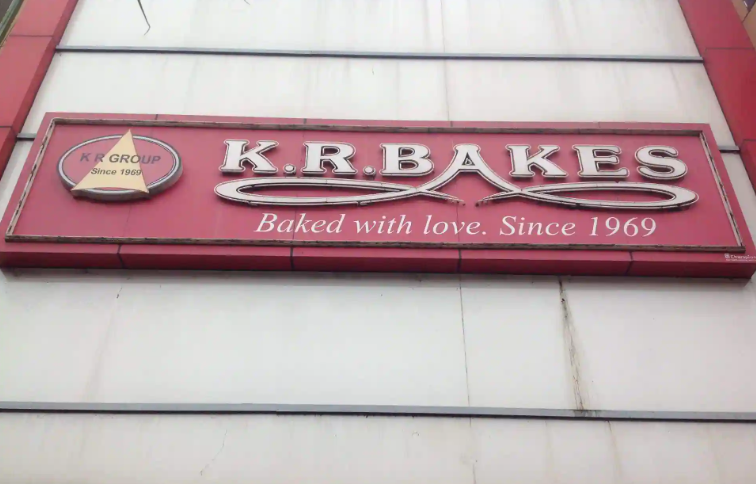 K R GROUP
Since 1969
K.R.BAKES
Baked with love. Since 1969